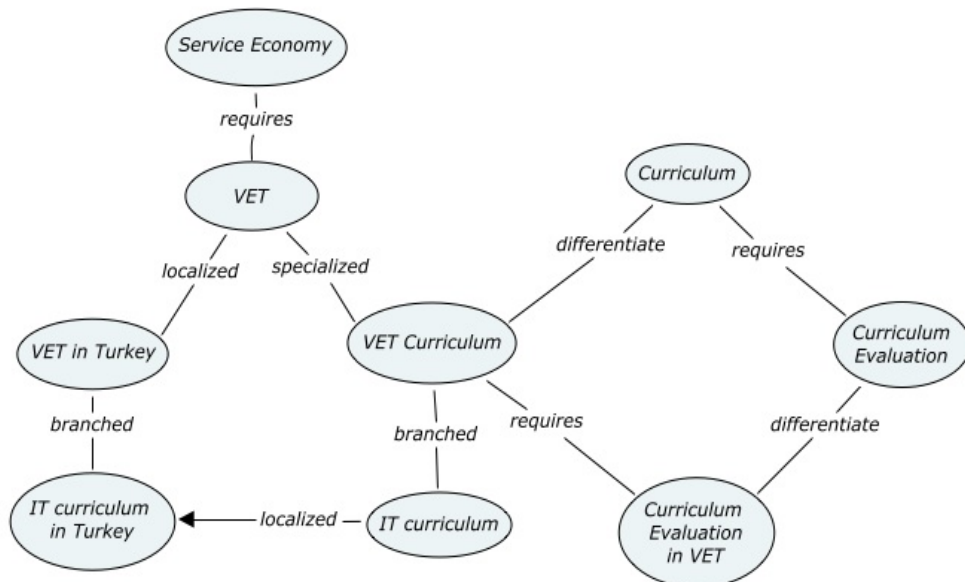 Service Economy
requires
VET
Curriculum
differentiate
requires
localized
specialized
VET in Turkey
VET Curriculum
Curriculum
Evaluation
branched
branched
requires
differentiate
IT curriculum
in Turkey
localized
IT curriculum
Curriculum
Evaluation
in VET